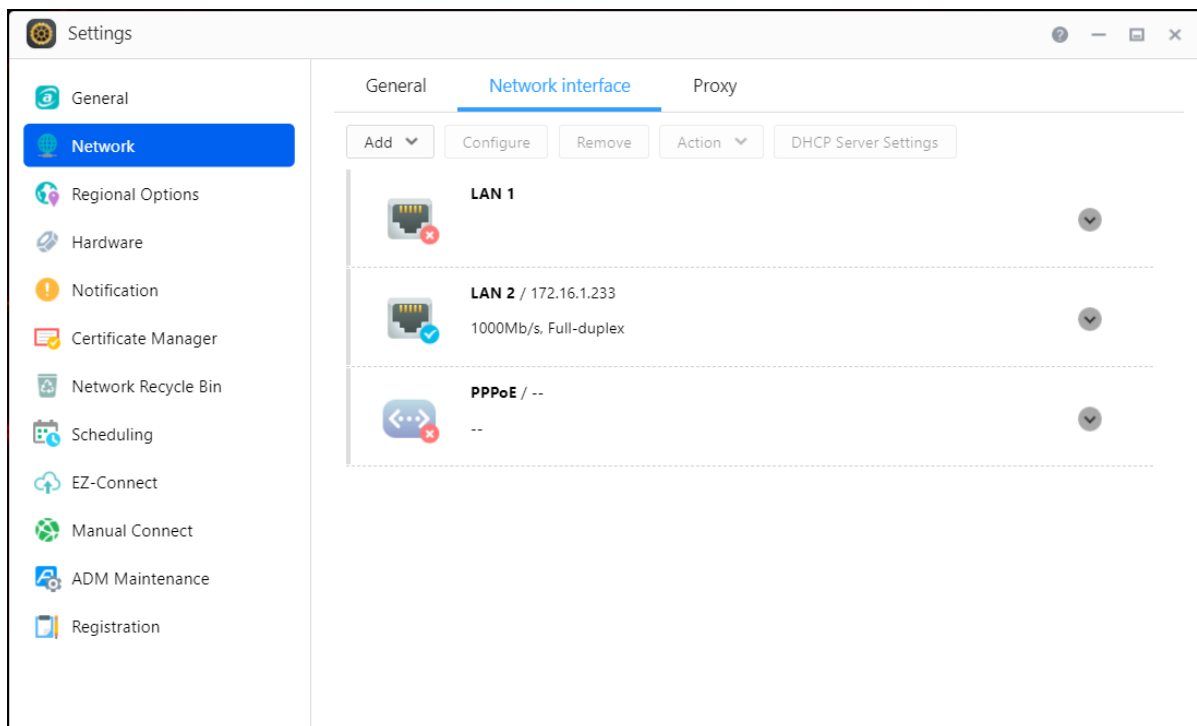 Settings
General
Network
Regional Options
Hardware
Notification
Certificate Manager
Network Recycle Bin
Scheduling
EZ-Connect
Manual Connect
ADM Maintenance
Registration
General Network interface Proxy
Add Configure Remove Action DHCP Server Settings
LAN 1
LAN 2 / 172.16.1.233
1000Mb/s, Full-duplex
PPPoE / --
--